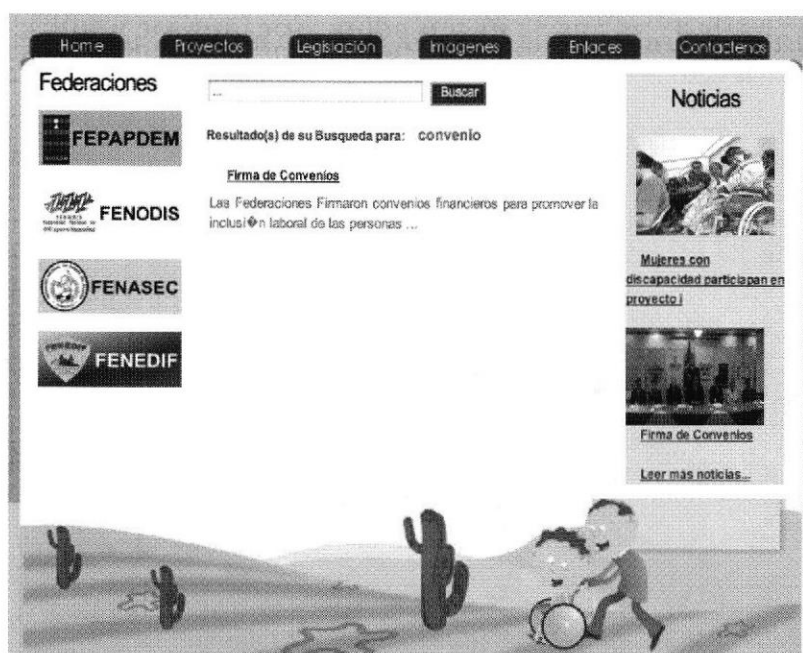 Home Proyectos Legislación Imagenes Enlaces Contactenos
Federaciones
FEPAPDEM
FENODIS
FENASEC
FENEDIF
... Buscar
Resultado(s) de su Busqueda para: convenio
Firma de Convenios
Las Federaciones Firmaron convenios financieros para promover la
inclusi�n laboral de las personas ...
Noticias
Mujeres con
discapacidad particiapan en
proyecto i
Firma de Convenios
Leer mas noticias...